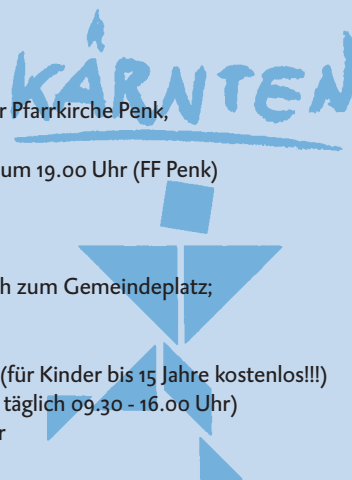 KÄRNTEN
r Pfarrkirche Penk,
um 19.00 Uhr (FF Penk)
h zum Gemeindeplatz;
(für Kinder bis 15 Jahre kostenlos!!!)
täglich 09.30 - 16.00 Uhr)
r